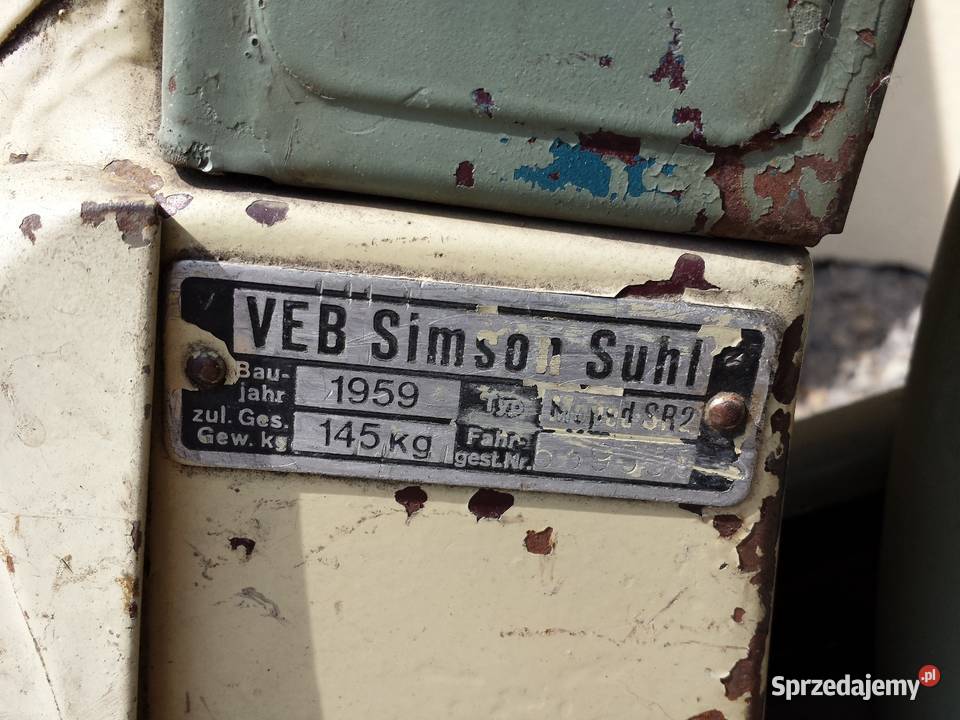 VEB Simson Suhl
Bau-
jahr 1959 Typ Moped SR2
zul. Ges.
Gew. kg 145 kg Fahr-
gest.Nr.
Sprzedajemy.pl